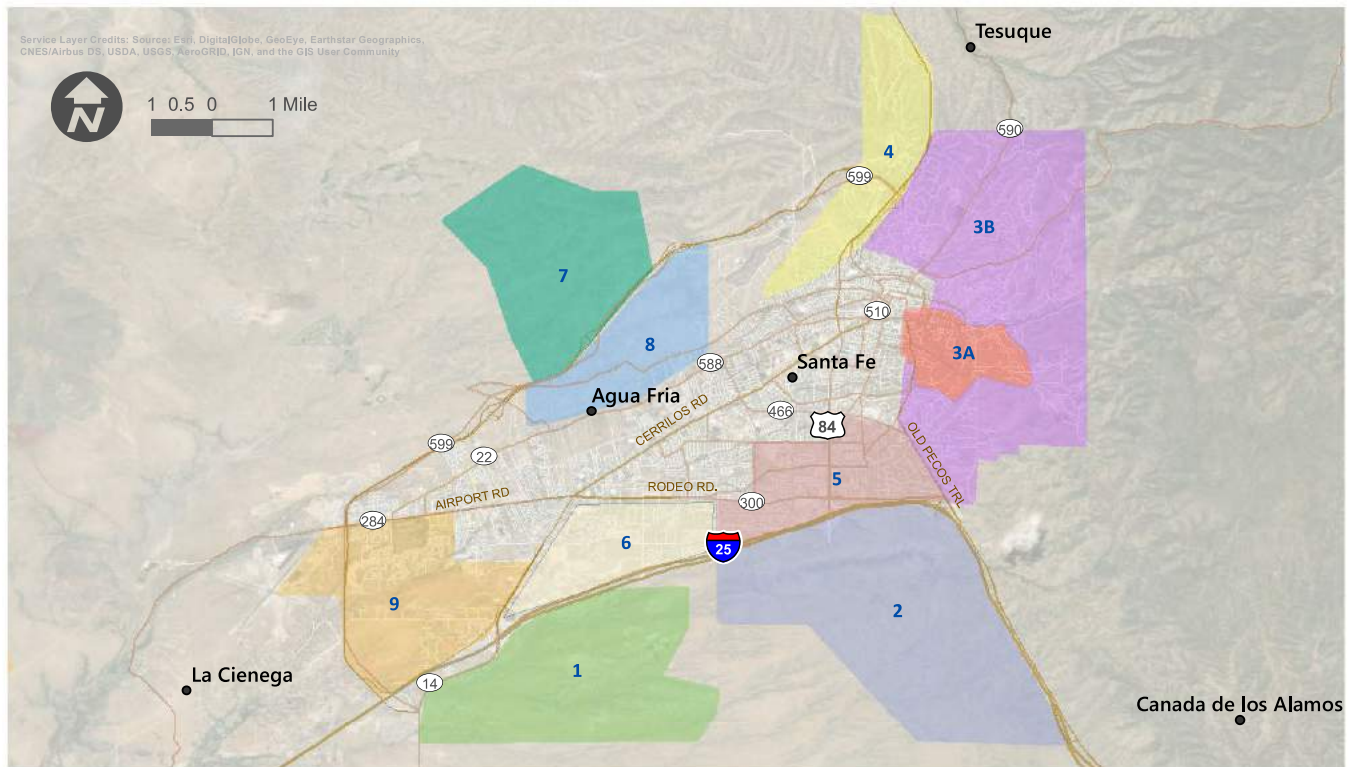 Service Layer Credits: Source: Esri, DigitalGlobe, GeoEye, Earthstar Geographics,
CNES/Airbus DS, USDA, USGS, AeroGRID, IGN, and the GIS User Community
N
1 0.5 0 1 Mile
Tesuque
590
4
599
3B
7
510
8
3A
588
Santa Fe
Agua Fria
CERRILOS RD
466
84
OLD PECOS TRL
599
22
5
RODEO RD.
AIRPORT RD
300
284
6
25
9
2
1
La Cienega
14
Canada de los Alamos